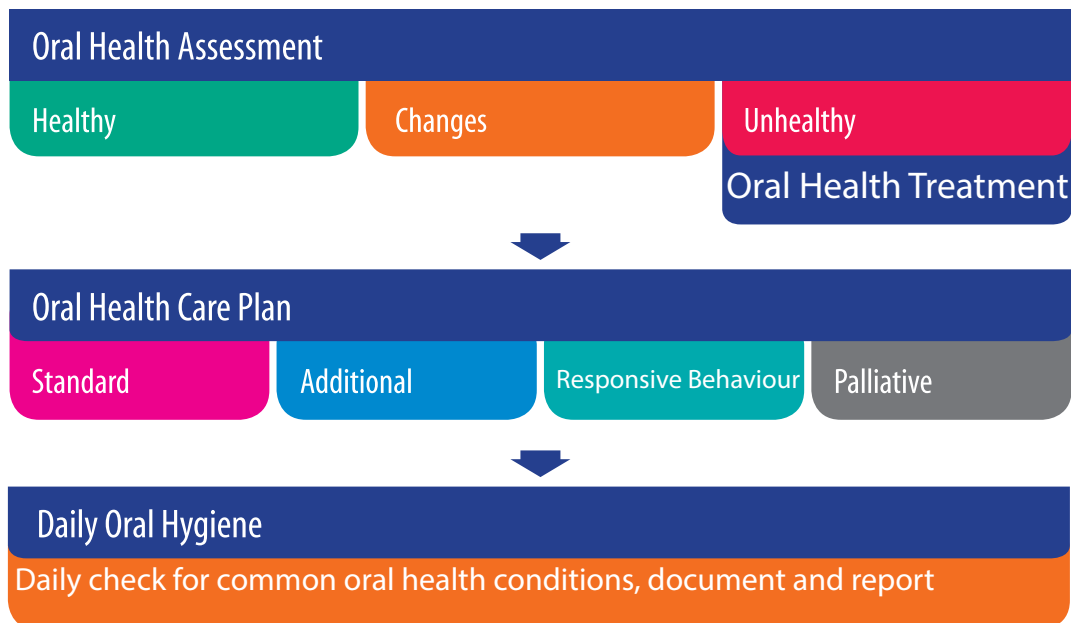 Oral Health Assessment
Healthy
Changes
Unhealthy
Oral Health Treatment
Oral Health Care Plan
Standard
Additional
Responsive Behaviour
Palliative
Daily Oral Hygiene
Daily check for common oral health conditions, document and report